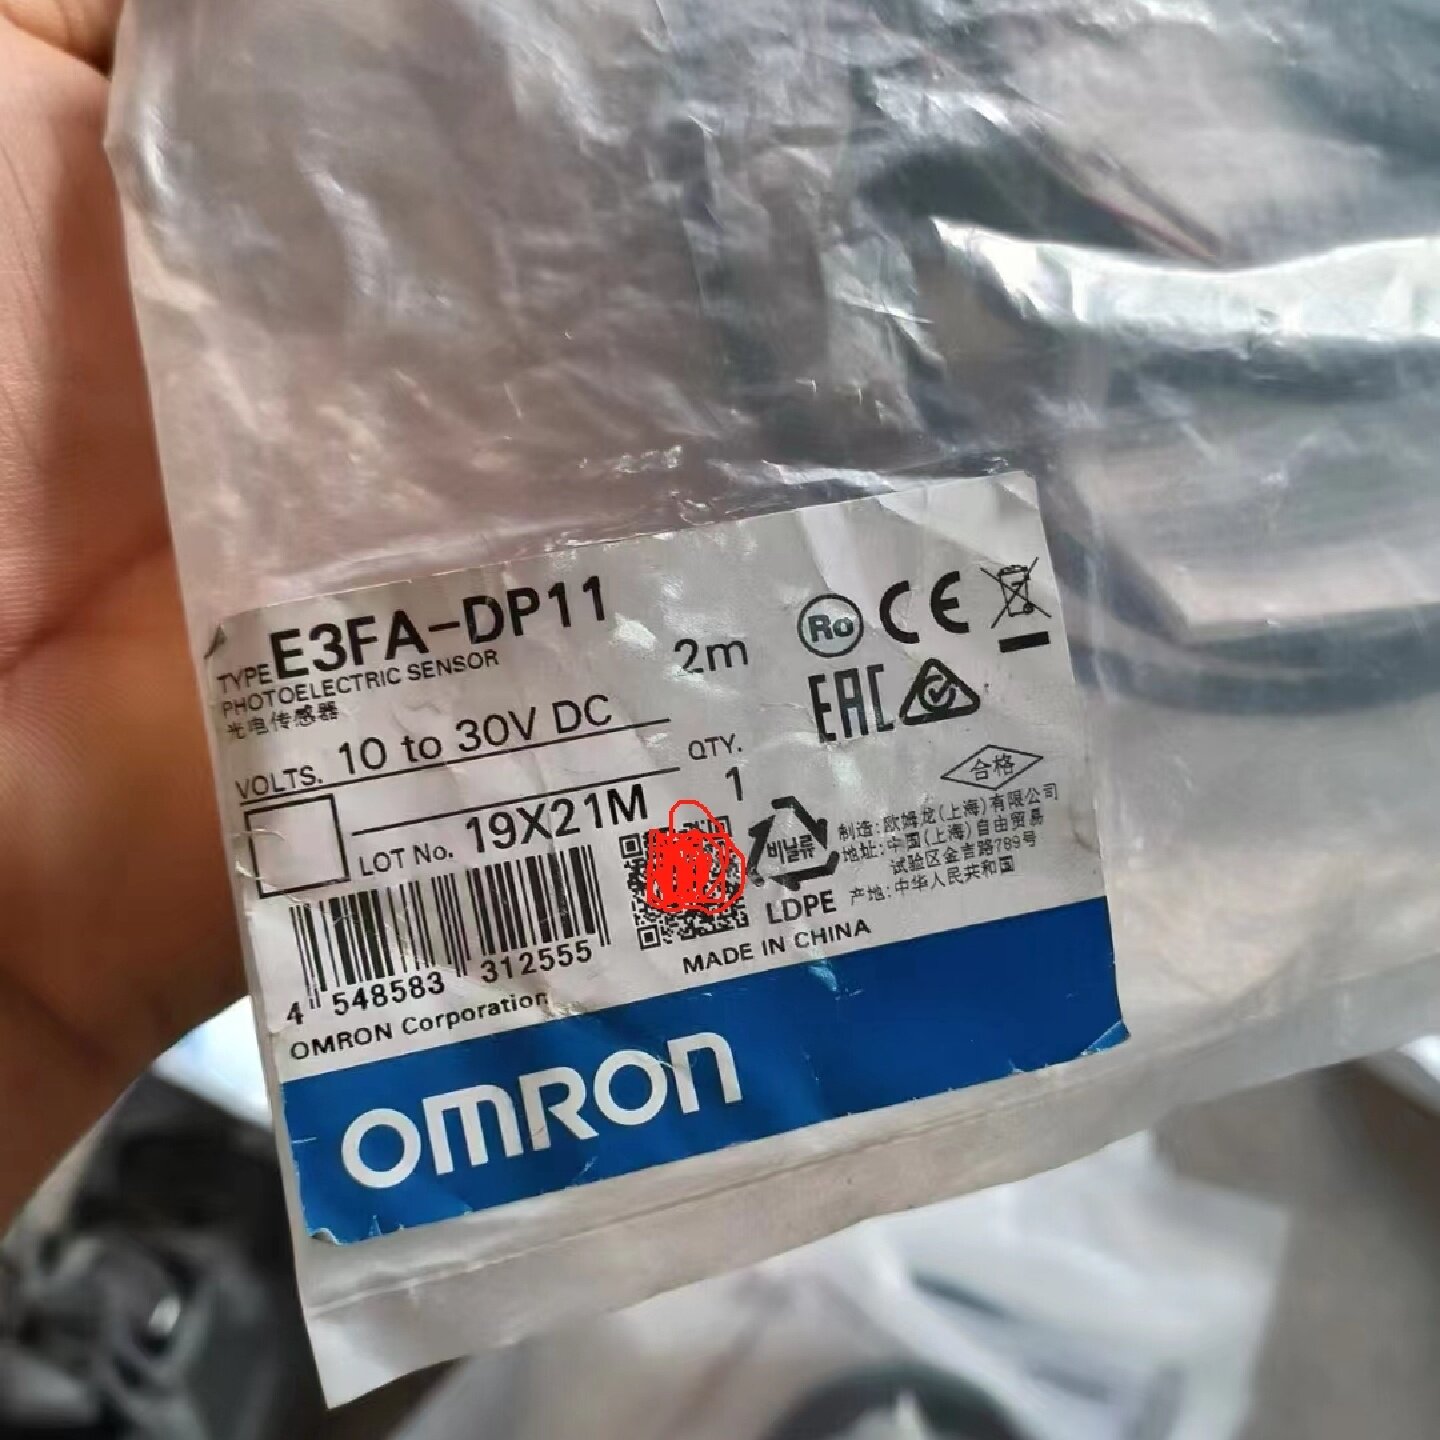 TYPE E3FA-DP11
PHOTOELECTRIC SENSOR
光电传感器
2m
VOLTS. 10 to 30V DC
QTY.
1
LOT No. 19X21M
4 548583 312555
OMRON Corporation
Ro
CE
EAC
合格
비닐류
LDPE
制造:欧姆龙(上海)有限公司
地址:中国(上海)自由贸易
试验区金吉路789号
产地:中华人民共和国
MADE IN CHINA
OMRON